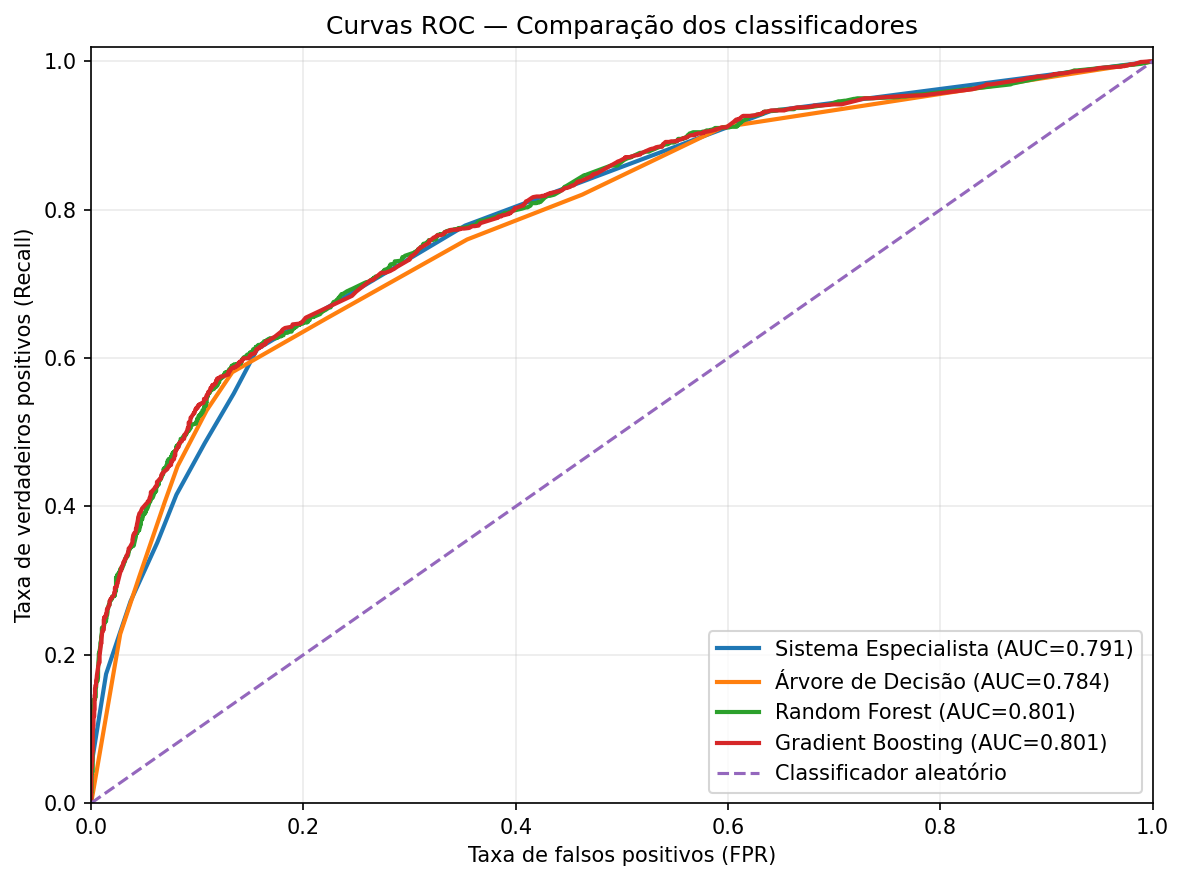 Curvas ROC — Comparação dos classificadores
Taxa de verdadeiros positivos (Recall)
1.0
0.8
0.6
0.4
0.2
0.0
Sistema Especialista (AUC=0.791)
Árvore de Decisão (AUC=0.784)
Random Forest (AUC=0.801)
Gradient Boosting (AUC=0.801)
Classificador aleatório
0.0 0.2 0.4 0.6 0.8 1.0
Taxa de falsos positivos (FPR)